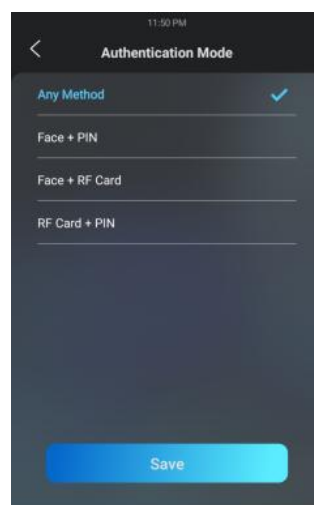 11:50 PM
Authentication Mode
Any Method
Face + PIN
Face + RF Card
RF Card + PIN
Save